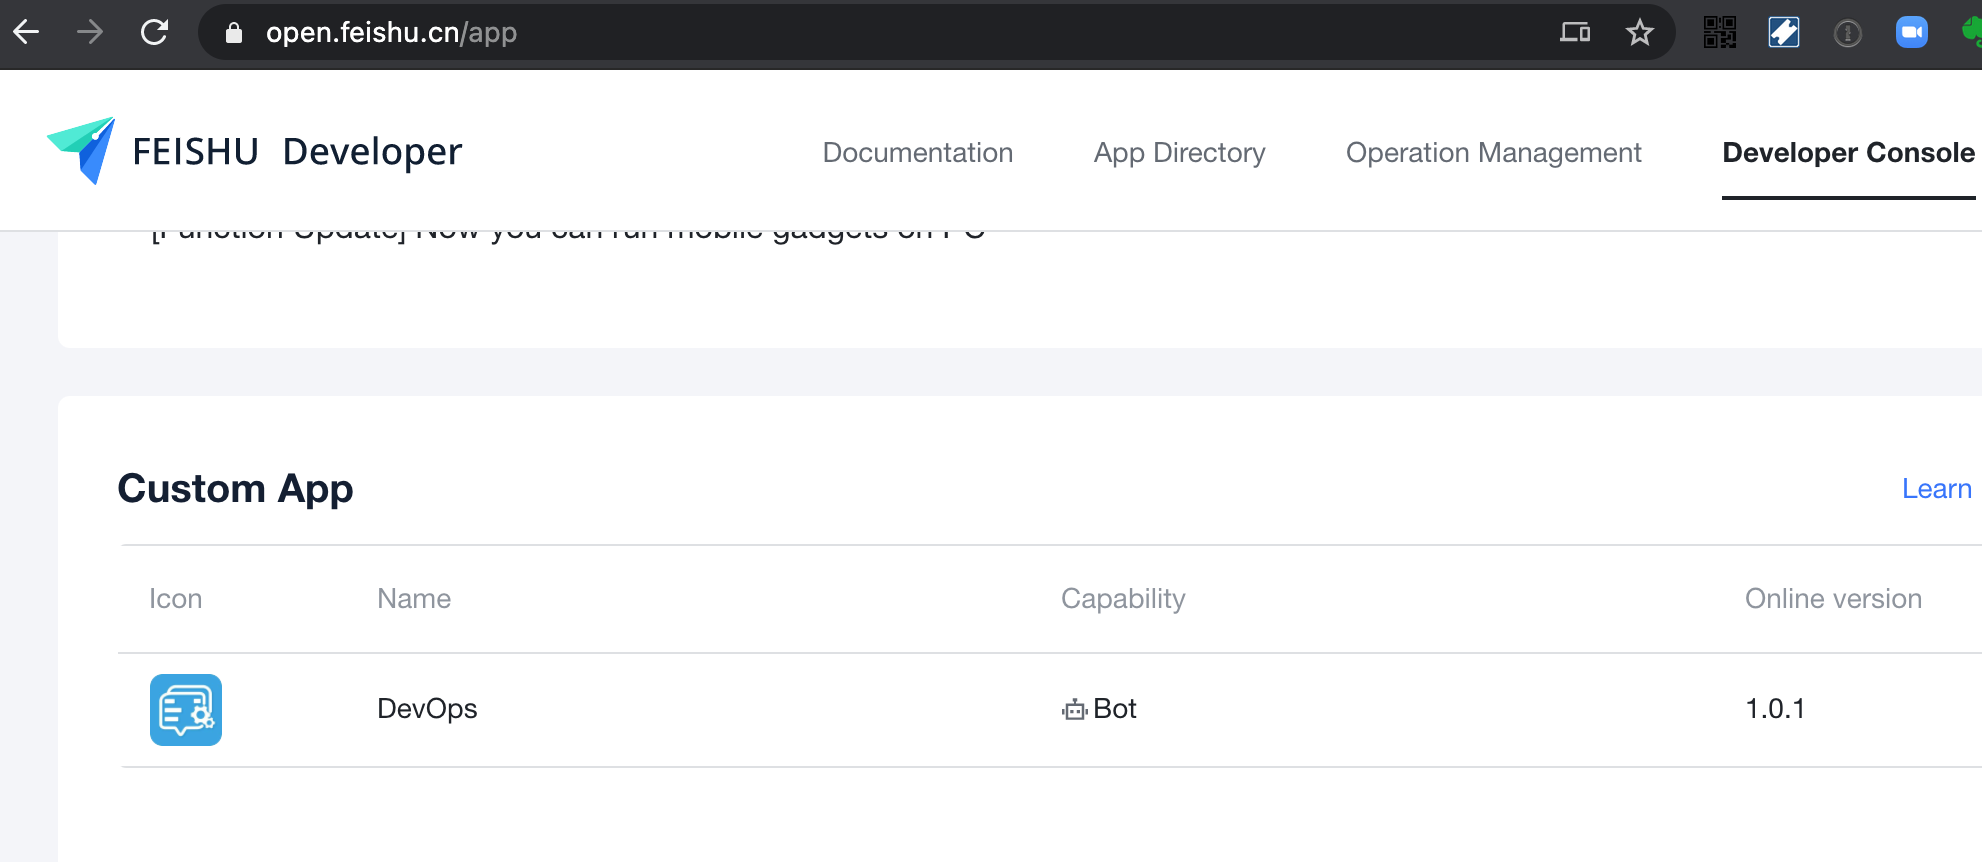 open.feishu.cn/app
FEISHU Developer
Documentation App Directory Operation Management Developer Console
[Function Update] Now you can run mobile gadgets on PC
Custom App
Learn
Icon Name Capability Online version
DevOps Bot 1.0.1